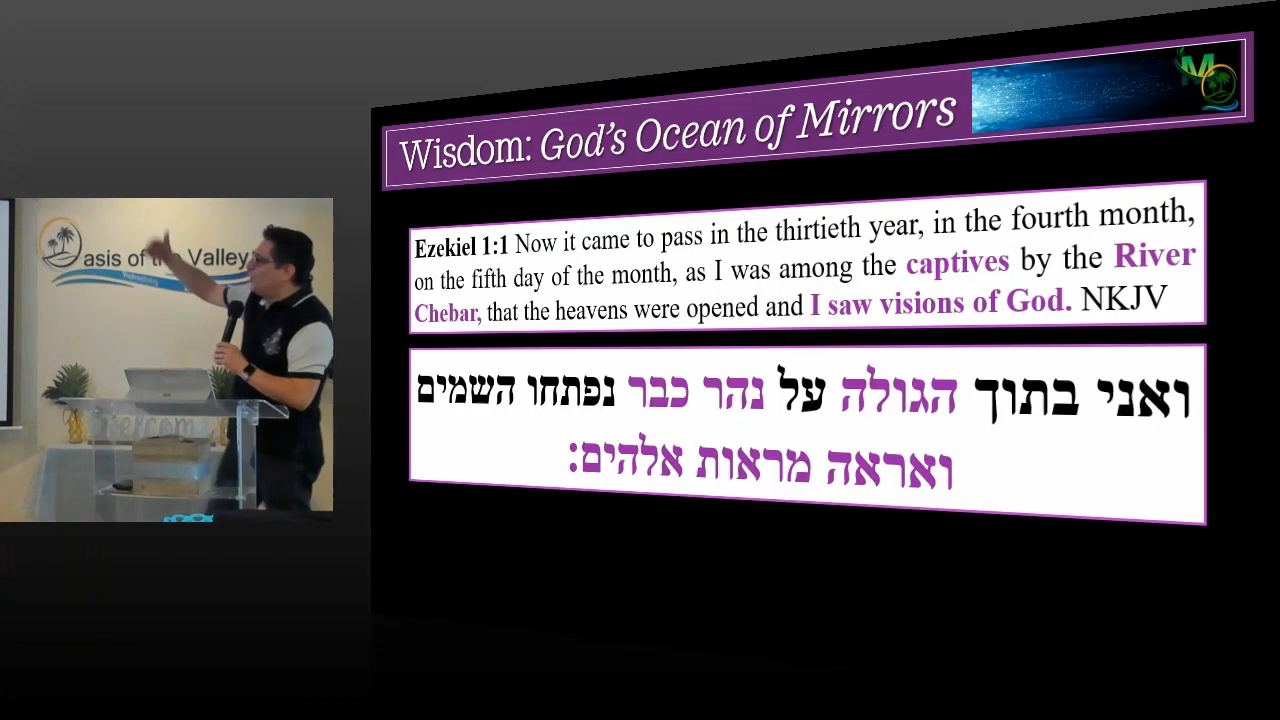 Wisdom: God's Ocean of Mirrors
Ezekiel 1:1 Now it came to pass in the thirtieth year, in the fourth month,
on the fifth day of the month, as I was among the captives by the River
Chebar, that the heavens were opened and I saw visions of God. NKJV
ואני בתוך הגולה על נהר כבר נפתחו השמים
ואראה מראות אלהים:
asis of the Valley
Welcome